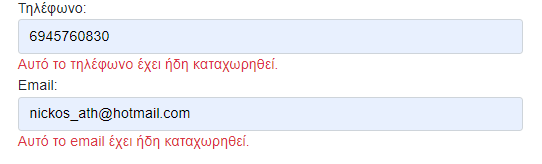 Τηλέφωνο:
6945760830
Αυτό το τηλέφωνο έχει ήδη καταχωρηθεί.
Email:
nickos_ath@hotmail.com
Αυτό το email έχει ήδη καταχωρηθεί.